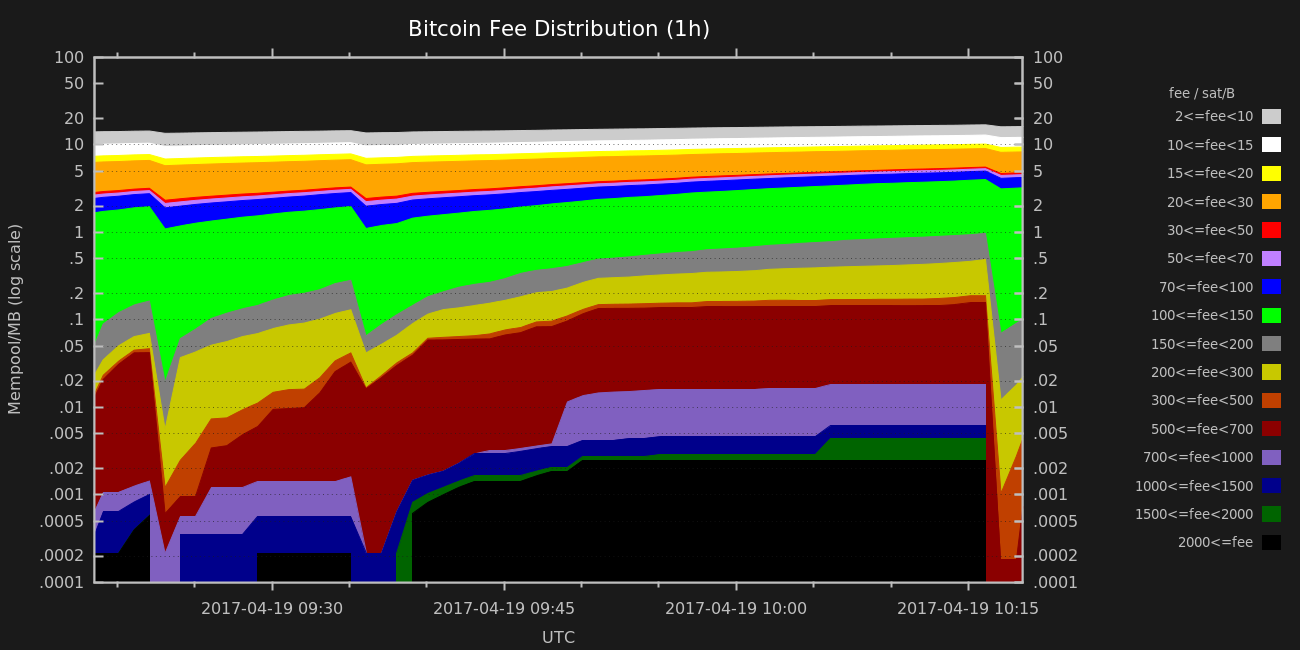 Bitcoin Fee Distribution (1h)
Mempool/MB (log scale)
100
50
20
10
5
2
1
.5
.2
.1
.05
.02
.01
.005
.002
.001
.0005
.0002
.0001
100
50
20
10
5
2
1
.5
.2
.1
.05
.02
.01
.005
.002
.001
.0005
.0002
.0001
2017-04-19 09:30
2017-04-19 09:45
2017-04-19 10:00
2017-04-19 10:15
UTC
fee / sat/B
2<=fee<10
10<=fee<15
15<=fee<20
20<=fee<30
30<=fee<50
50<=fee<70
70<=fee<100
100<=fee<150
150<=fee<200
200<=fee<300
300<=fee<500
500<=fee<700
700<=fee<1000
1000<=fee<1500
1500<=fee<2000
2000<=fee